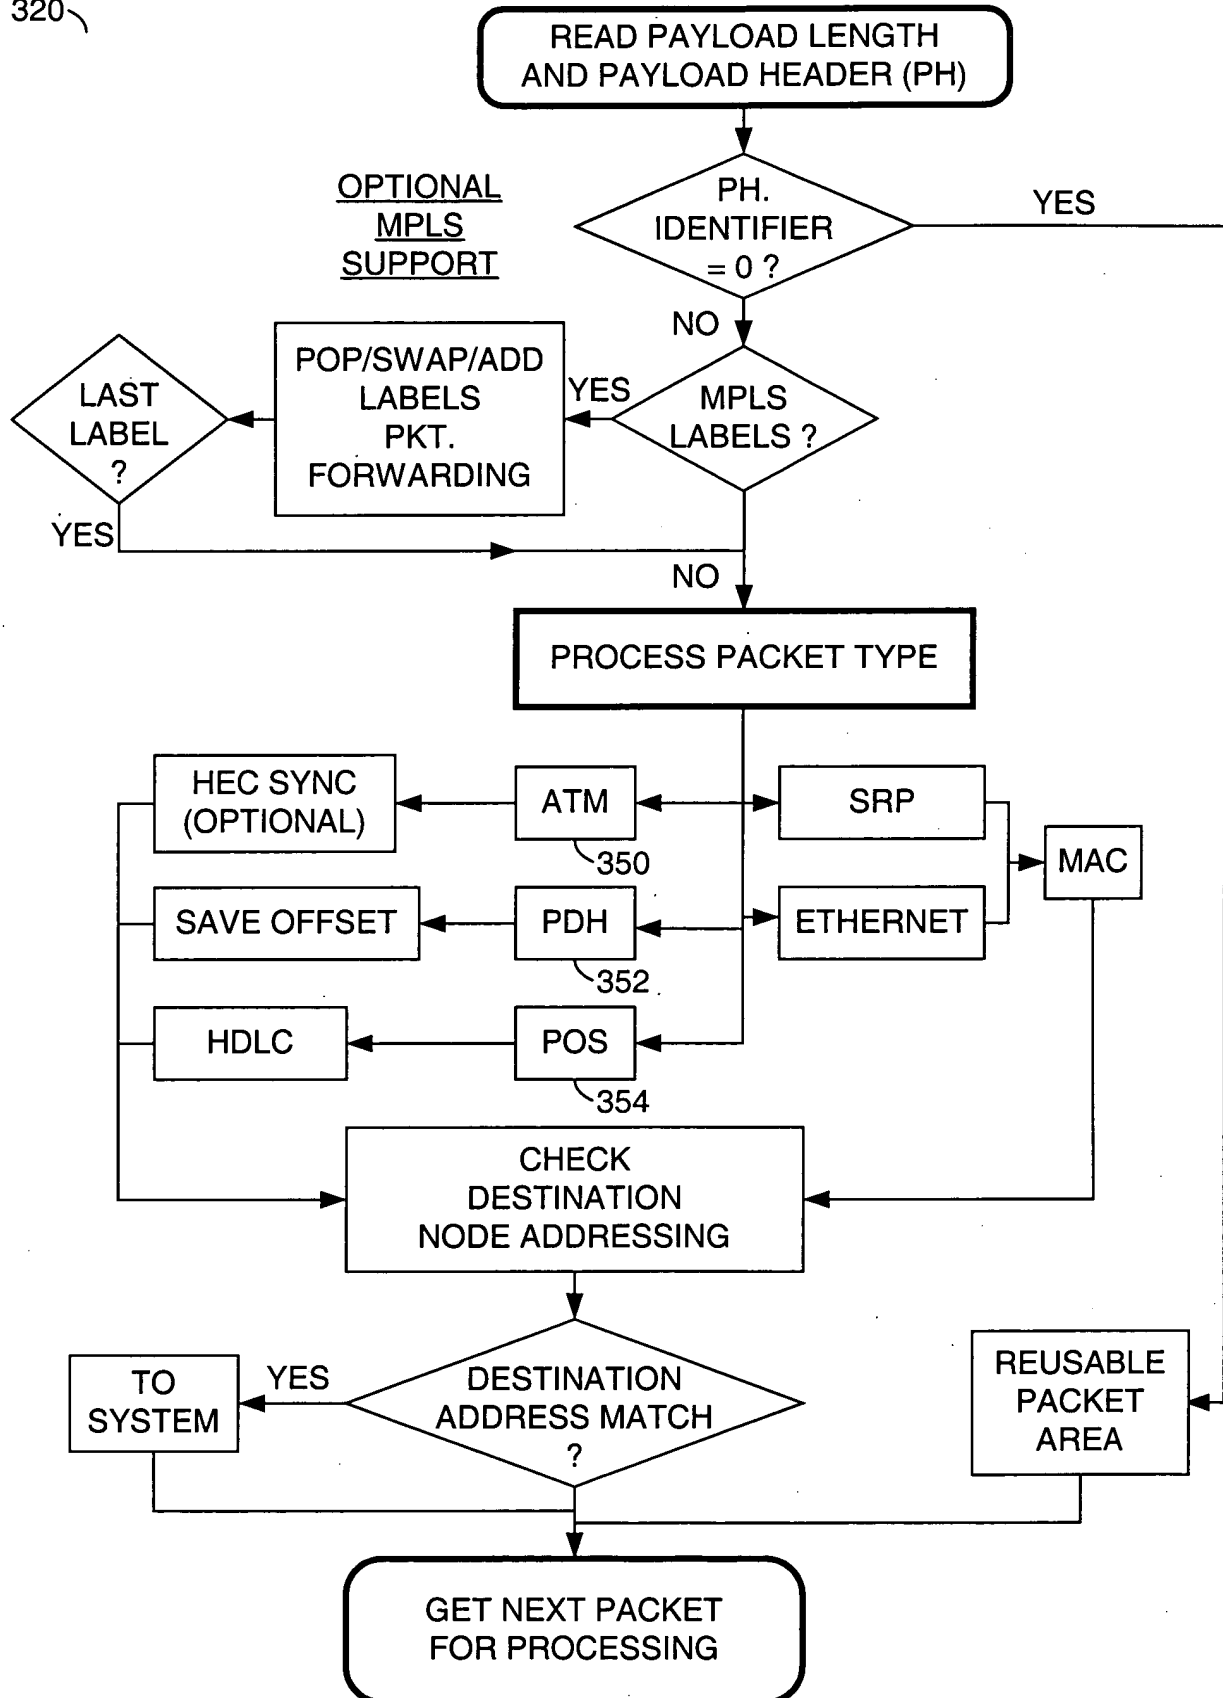 320
READ PAYLOAD LENGTH
AND PAYLOAD HEADER (PH)
OPTIONAL
MPLS
SUPPORT
PH.
IDENTIFIER
= 0 ?
YES
NO
LAST
LABEL
?
POP/SWAP/ADD
LABELS
PKT.
FORWARDING
YES
MPLS
LABELS ?
YES
NO
PROCESS PACKET TYPE
HEC SYNC
(OPTIONAL)
ATM
350
SRP
MAC
SAVE OFFSET
PDH
352
ETHERNET
HDLC
POS
354
CHECK
DESTINATION
NODE ADDRESSING
TO
SYSTEM
YES
DESTINATION
ADDRESS MATCH
?
REUSABLE
PACKET
AREA
GET NEXT PACKET
FOR PROCESSING